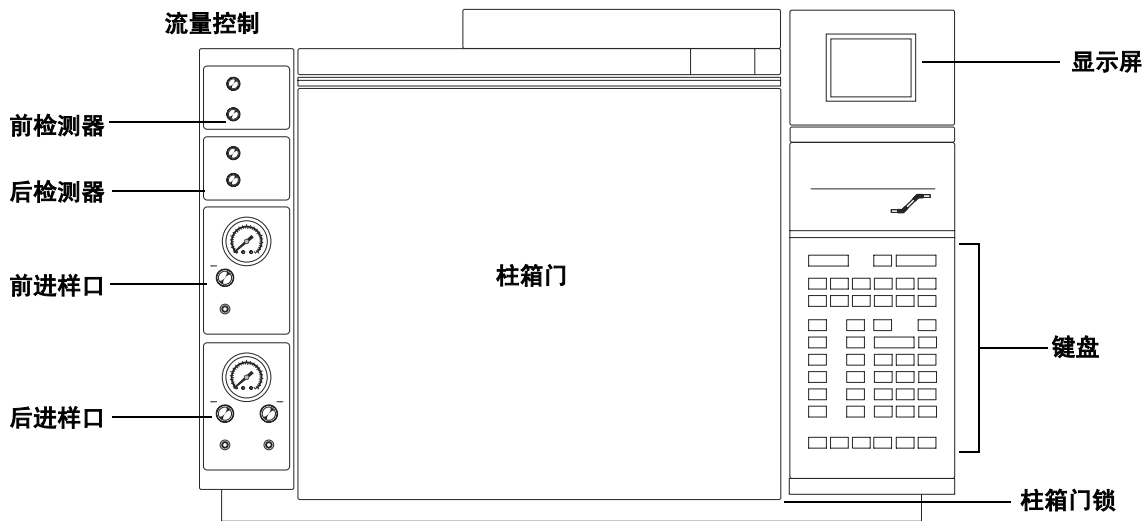 流量控制
显示屏
前检测器
后检测器
前进样口
柱箱门
键盘
后进样口
柱箱门锁